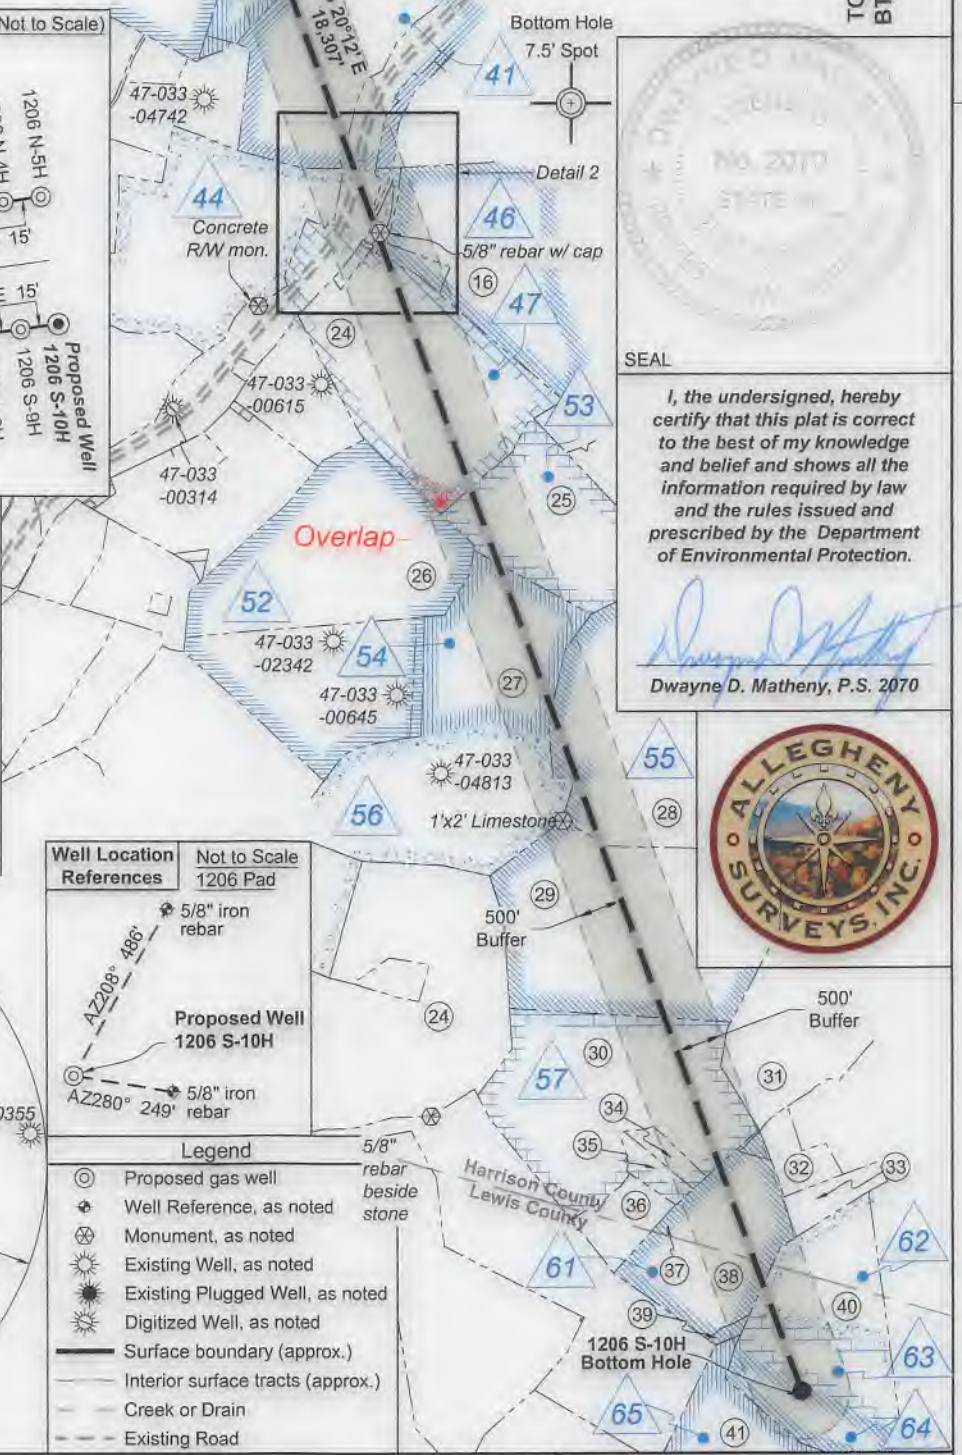 Not to Scale)
1206 N-5H
15'
15'
1206 S-9H
Proposed Well
1206 S-10H
20°12' E
18,307'
47-033
-04742
44
Concrete
R/W mon.
41
Bottom Hole
7.5' Spot
Detail 2
46
5/8" rebar w/ cap
16
47
24
47-033
-00615
53
47-033
-00314
25
Overlap
26
52
47-033
-02342
54
47-033
-00645
27
55
47-033
-04813
56
1'x2' Limestone
28
29
500'
Buffer
24
500'
Buffer
30
57
31
34
35
32
33
Harrison County
Lewis County
36
62
61
37
38
40
39
1206 S-10H
Bottom Hole
63
65
41
64
No. 2070
STATE
SEAL
I, the undersigned, hereby
certify that this plat is correct
to the best of my knowledge
and belief and shows all the
information required by law
and the rules issued and
prescribed by the Department
of Environmental Protection.
Dwayne D. Matheny, P.S. 2070
ALLEGHENY
SURVEYS, INC.
Well Location
References
Not to Scale
1206 Pad
5/8" iron
rebar
AZ208° 486'
Proposed Well
1206 S-10H
AZ280° 249'
5/8" iron
rebar
0355
5/8"
rebar
beside
stone
Legend
Proposed gas well
Well Reference, as noted
Monument, as noted
Existing Well, as noted
Existing Plugged Well, as noted
Digitized Well, as noted
Surface boundary (approx.)
Interior surface tracts (approx.)
Creek or Drain
Existing Road